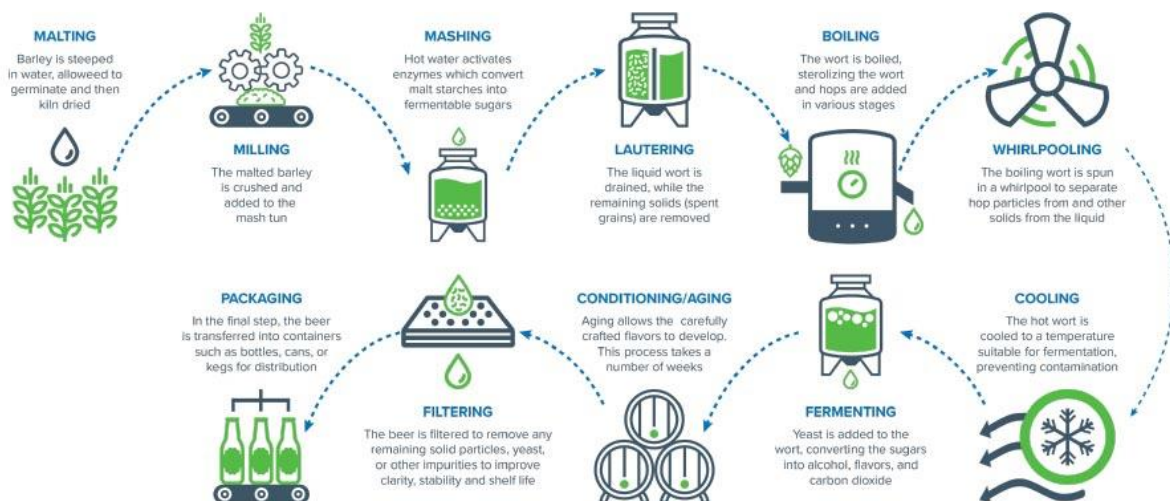 MALTING
Barley is steeped
in water, alloweed to
germinate and then
kiln dried
MILLING
The malted barley
is crushed and
added to the
mash tun
MASHING
Hot water activates
enzymes which convert
malt starches into
fermentable sugars
LAUTERING
The liquid wort is
drained, while the
remaining solids (spent
grains) are removed
BOILING
The wort is boiled,
sterolizing the wort
and hops are added
in various stages
WHIRLPOOLING
The boiling wort is spun
in a whirlpool to separate
hop particles from and other
solids from the liquid
COOLING
The hot wort is
cooled to a temperature
suitable for fermentation,
preventing contamination
FERMENTING
Yeast is added to the
wort, converting the sugars
into alcohol, flavors, and
carbon dioxide
CONDITIONING/AGING
Aging allows the carefully
crafted flavors to develop.
This process takes a
number of weeks
FILTERING
The beer is filtered to remove any
remaining solid particles, yeast,
or other impurities to improve
clarity, stability and shelf life
PACKAGING
In the final step, the beer
is transferred into containers
such as bottles, cans, or
kegs for distribution